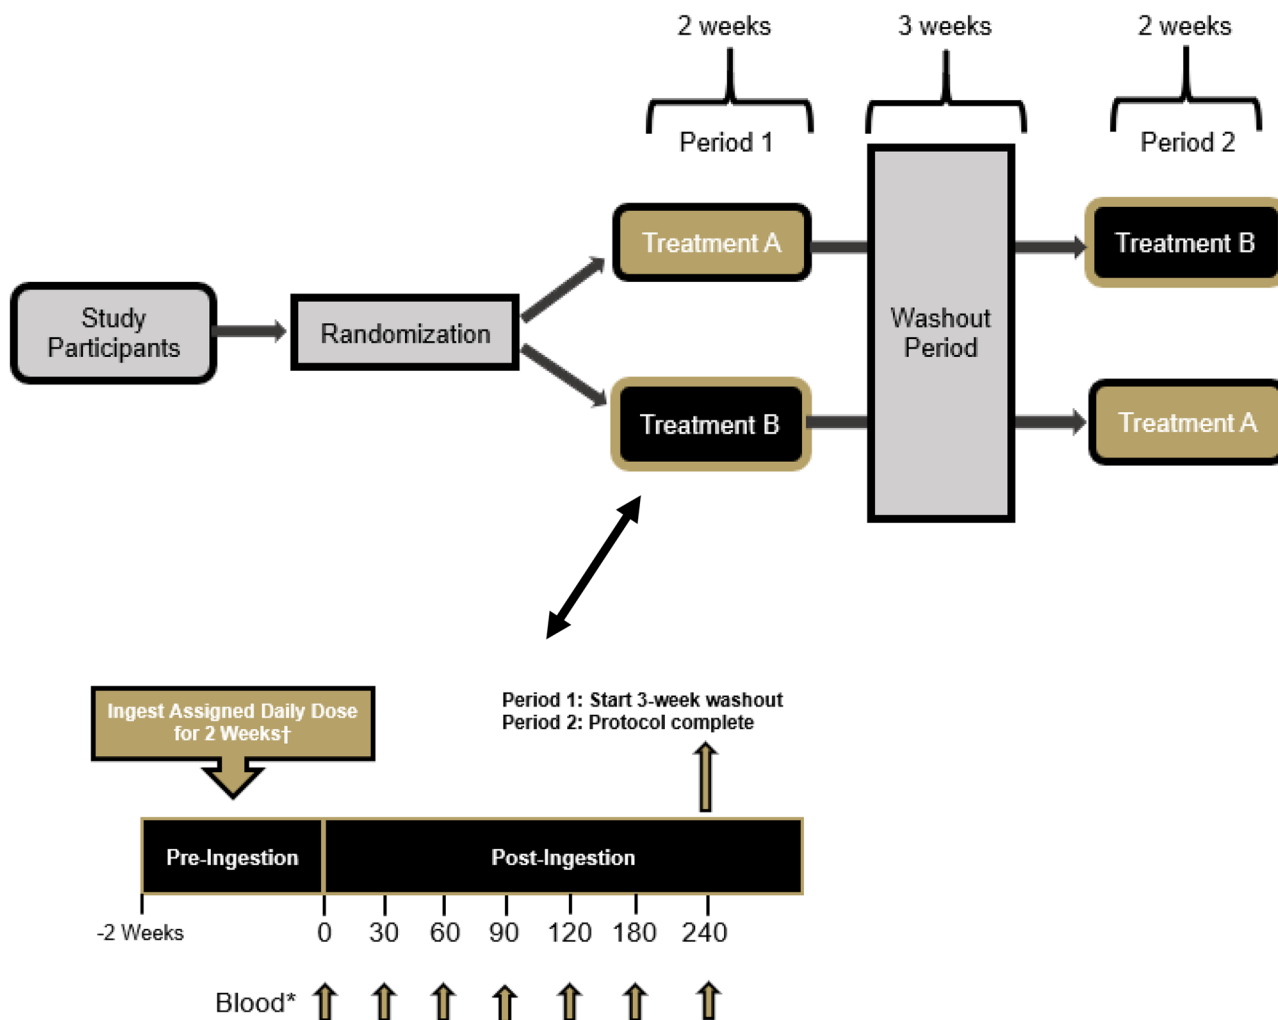 2 weeks
3 weeks
2 weeks
Period 1
Period 2
Treatment A
Treatment B
Study
Participants
Randomization
Washout
Period
Treatment B
Treatment A
Ingest Assigned Daily Dose
for 2 Weeks†
Period 1: Start 3-week washout
Period 2: Protocol complete
Pre-Ingestion
Post-Ingestion
-2 Weeks
0
30
60
90
120
180
240
Blood*